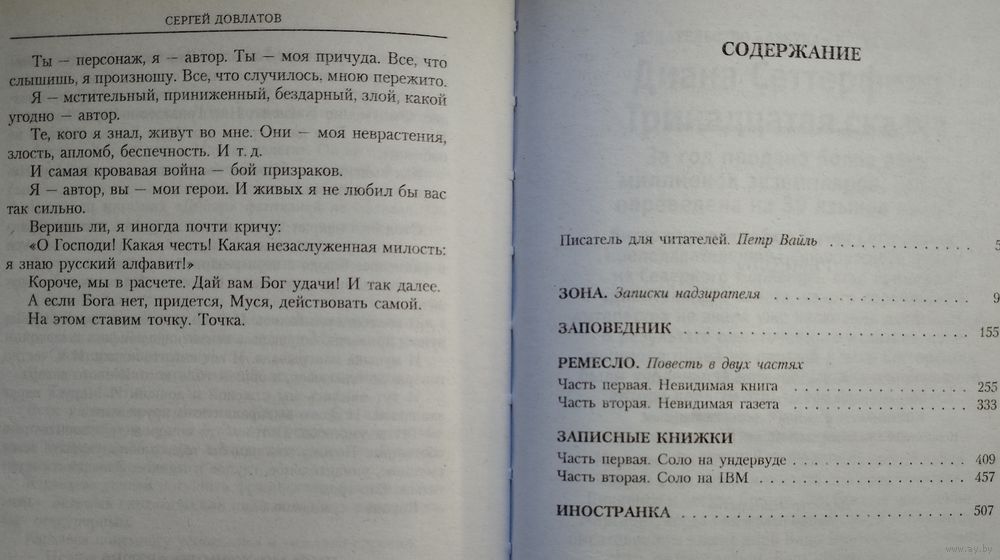 СЕРГЕЙ ДОВЛАТОВ
Ты — персонаж, я — автор. Ты — моя причуда. Все, что
слышишь, я произношу. Все, что случилось, мною пережито.
Я — мстительный, приниженный, бездарный, злой, какой
угодно — автор.
Те, кого я знал, живут во мне. Они — моя неврастения,
злость, апломб, беспечность. И т. д.
И самая кровавая война — бой призраков.
Я — автор, вы — мои герои. И живых я не любил бы вас
так сильно.
Веришь ли, я иногда почти кричу:
«О Господи! Какая честь! Какая незаслуженная милость:
я знаю русский алфавит!»
Короче, мы в расчете. Дай вам Бог удачи! И так далее.
А если Бога нет, придется, Муся, действовать самой.
На этом ставим точку. Точка.
СОДЕРЖАНИЕ
Писатель для читателей. Петр Вайль . . . . . . . . . . . . . . . 5
ЗОНА. Записки надзирателя . . . . . . . . . . . . . . . . . . . 9
ЗАПОВЕДНИК . . . . . . . . . . . . . . . . . . . . . . . . . . 155
РЕМЕСЛО. Повесть в двух частях
Часть первая. Невидимая книга . . . . . . . . . . . . . . . . 255
Часть вторая. Невидимая газета . . . . . . . . . . . . . . . . 333
ЗАПИСНЫЕ КНИЖКИ
Часть первая. Соло на ундервуде . . . . . . . . . . . . . . . 409
Часть вторая. Соло на IBM . . . . . . . . . . . . . . . . . . 457
ИНОСТРАНКА . . . . . . . . . . . . . . . . . . . . . . . . . . 507
www.ay.by